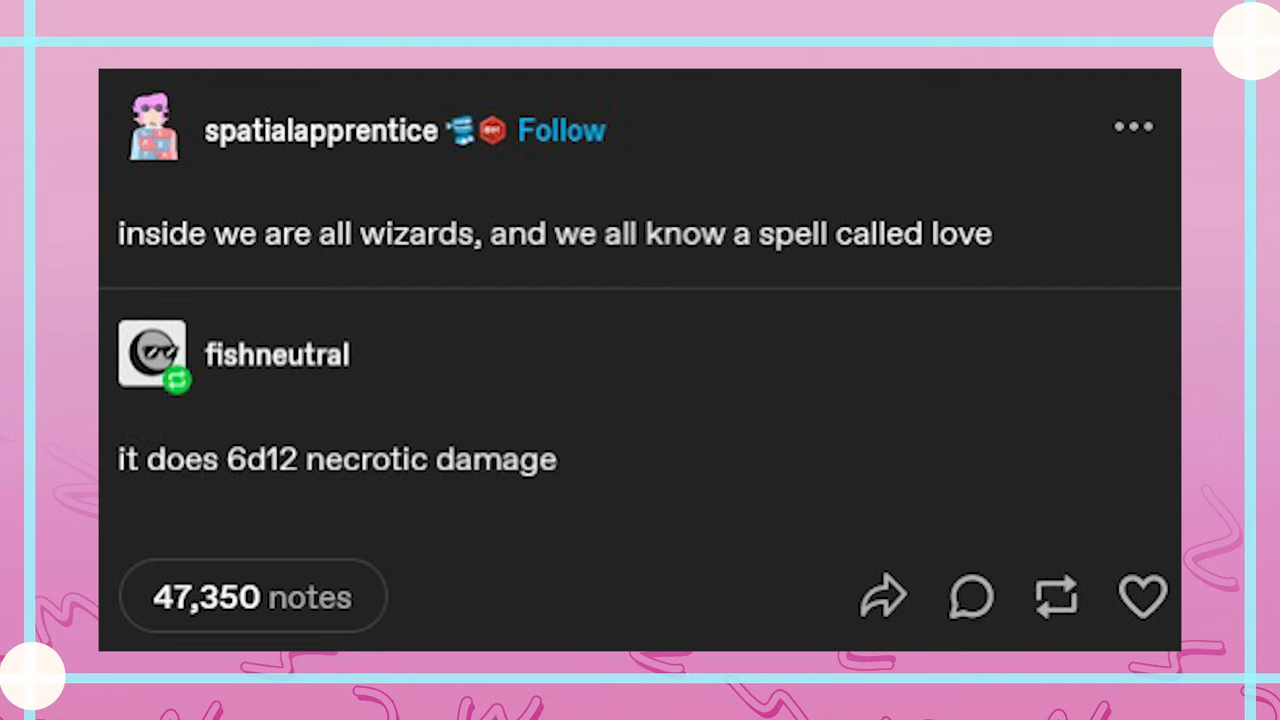 spatialapprentice Follow
inside we are all wizards, and we all know a spell called love
fishneutral
it does 6d12 necrotic damage
47,350 notes